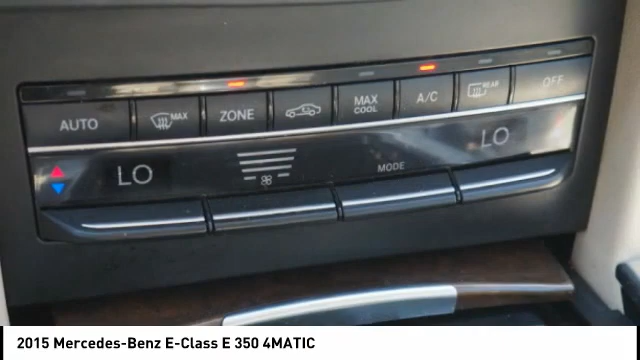 AUTO MAX ZONE MAX COOL A/C REAR OFF
LO MODE LO
2015 Mercedes-Benz E-Class E 350 4MATIC